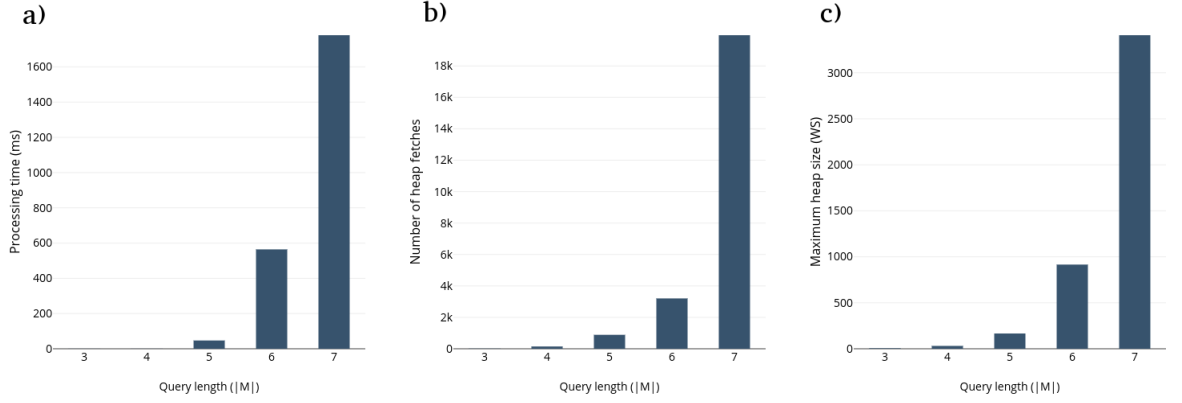 a)
Processing time (ms)
1600
1400
1200
1000
800
600
400
200
0
3 4 5 6 7
Query length (|M|)
b)
Number of heap fetches
18k
16k
14k
12k
10k
8k
6k
4k
2k
0
3 4 5 6 7
Query length (|M|)
c)
Maximum heap size (WS)
3000
2500
2000
1500
1000
500
0
3 4 5 6 7
Query length (|M|)